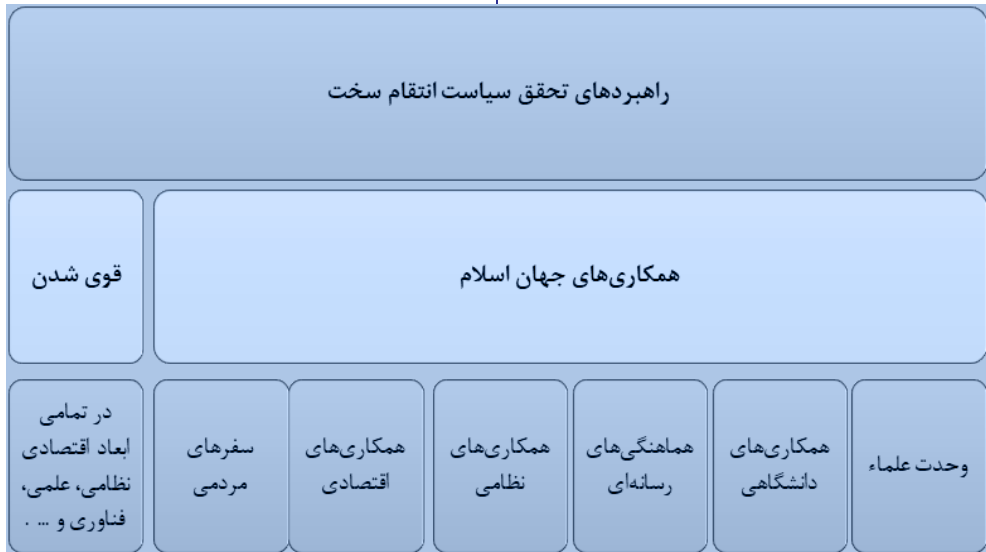 راهبردهای تحقق سیاست انتقام سخت
همکاری‌های جهان اسلام
قوی شدن
وحدت علماء
همکاری‌های
دانشگاهی
هماهنگی‌های
رسانه‌ای
همکاری‌های
نظامی
همکاری‌های
اقتصادی
سفرهای
مردمی
در تمامی
ابعاد اقتصادی
نظامی، علمی،
فناوری و ... .